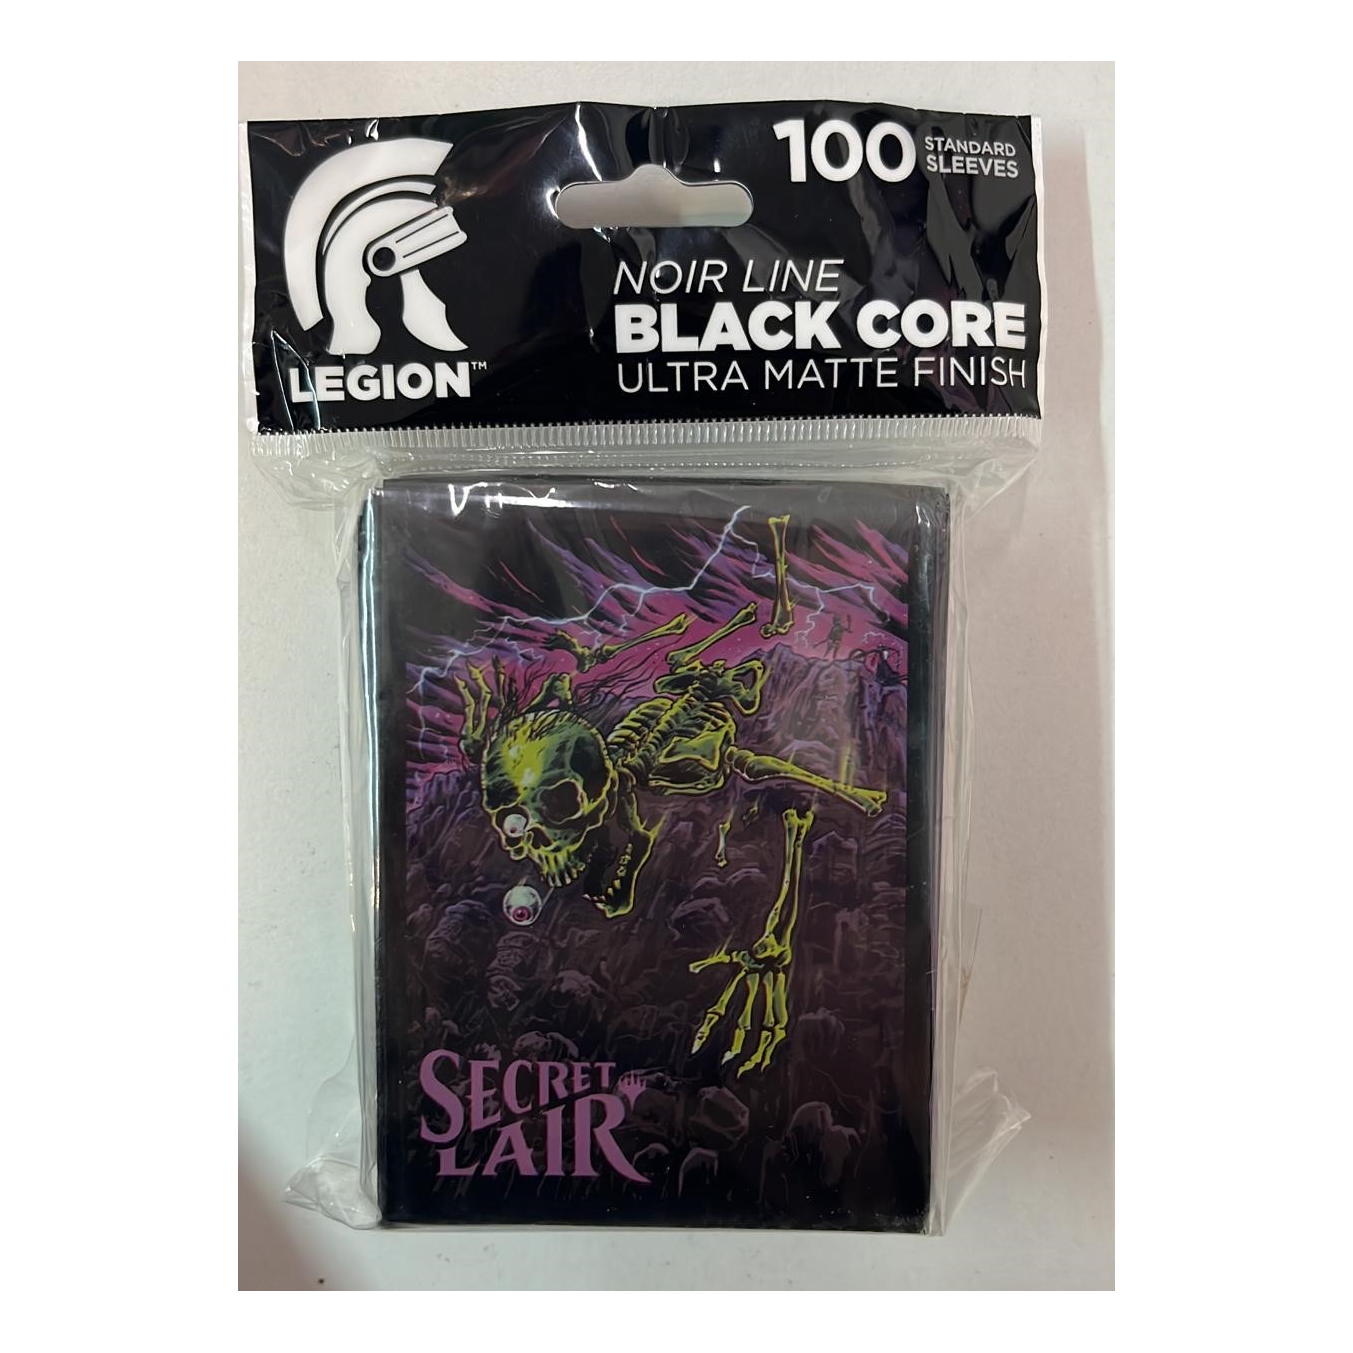 100 STANDARD
SLEEVES
NOIR LINE
BLACK CORE
ULTRA MATTE FINISH
LEGION™
SECRET
LAIR